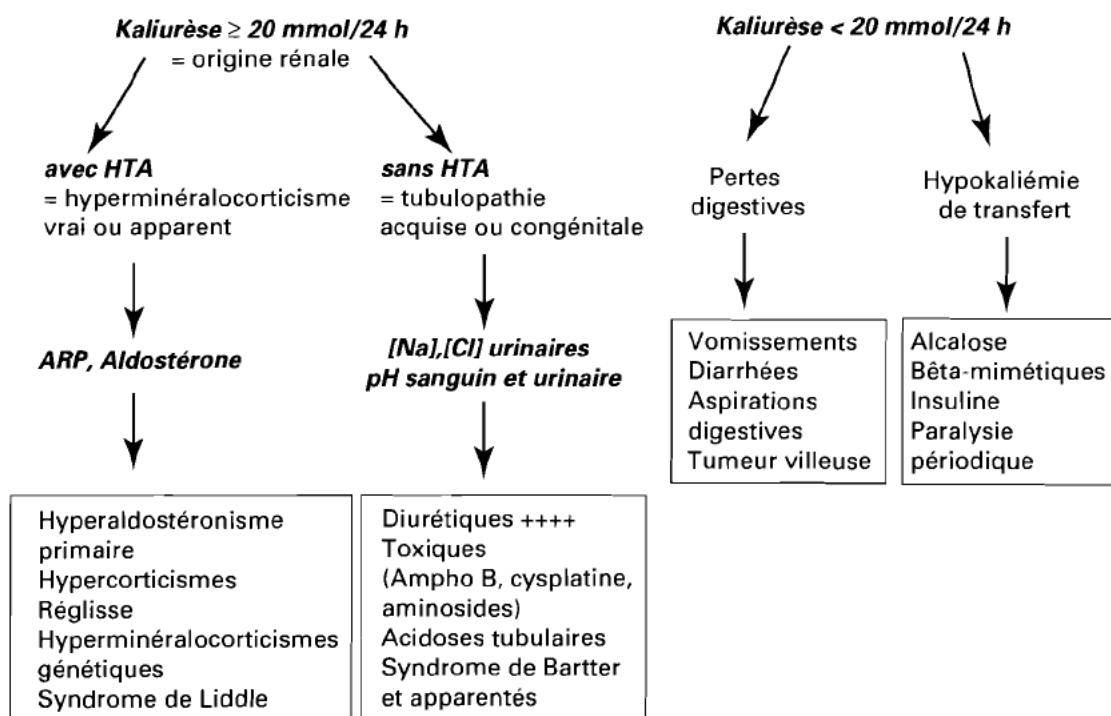 Kaliurèse ≥ 20 mmol/24 h
= origine rénale
avec HTA
= hyperminéralocorticisme
vrai ou apparent
ARP, Aldostérone
Hyperaldostéronisme
primaire
Hypercorticismes
Réglisse
Hyperminéralocorticismes
génétiques
Syndrome de Liddle
sans HTA
= tubulopathie
acquise ou congénitale
[Na],[Cl] urinaires
pH sanguin et urinaire
Diurétiques ++++
Toxiques
(Ampho B, cysplatine,
aminosides)
Acidoses tubulaires
Syndrome de Bartter
et apparentés
Kaliurèse < 20 mmol/24 h
Pertes
digestives
Vomissements
Diarrhées
Aspirations
digestives
Tumeur villeuse
Hypokaliémie
de transfert
Alcalose
Bêta-mimétiques
Insuline
Paralysie
périodique